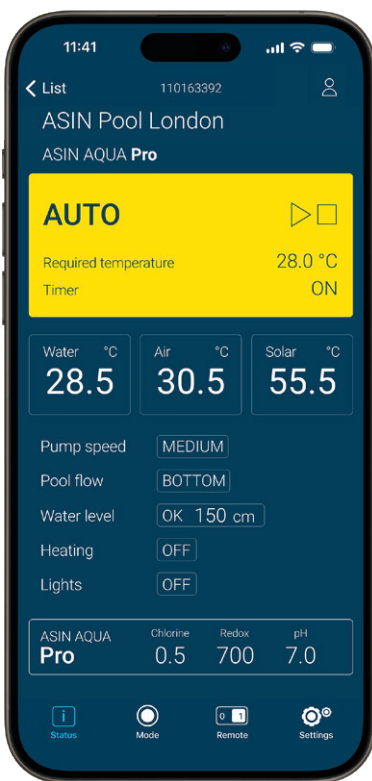 11:41
List 110163392
ASIN Pool London
ASIN AQUA Pro
AUTO
Required temperature 28.0 °C
Timer ON
Water °C Air °C Solar °C
28.5 30.5 55.5
Pump speed MEDIUM
Pool flow BOTTOM
Water level OK 150 cm
Heating OFF
Lights OFF
ASIN AQUA Chlorine Redox pH
Pro 0.5 700 7.0
i 0 1
Status Mode Remote Settings